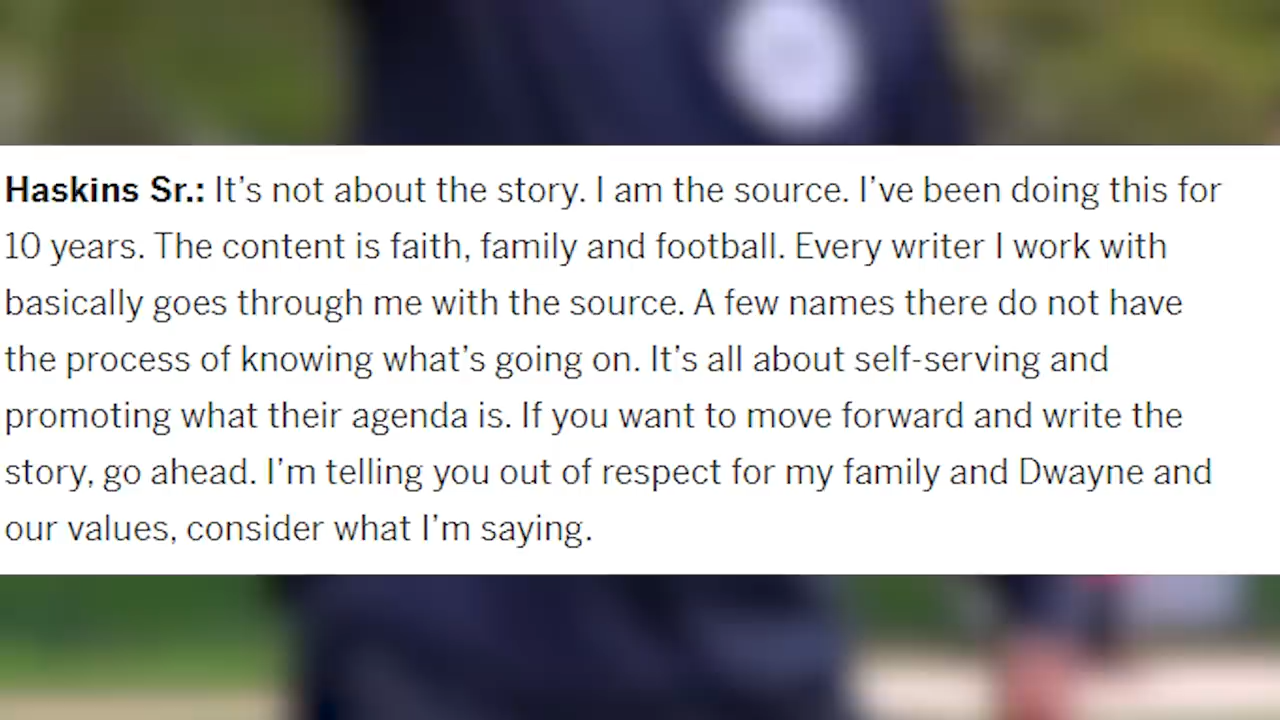 Haskins Sr.: It’s not about the story. I am the source. I’ve been doing this for
10 years. The content is faith, family and football. Every writer I work with
basically goes through me with the source. A few names there do not have
the process of knowing what’s going on. It’s all about self-serving and
promoting what their agenda is. If you want to move forward and write the
story, go ahead. I’m telling you out of respect for my family and Dwayne and
our values, consider what I’m saying.